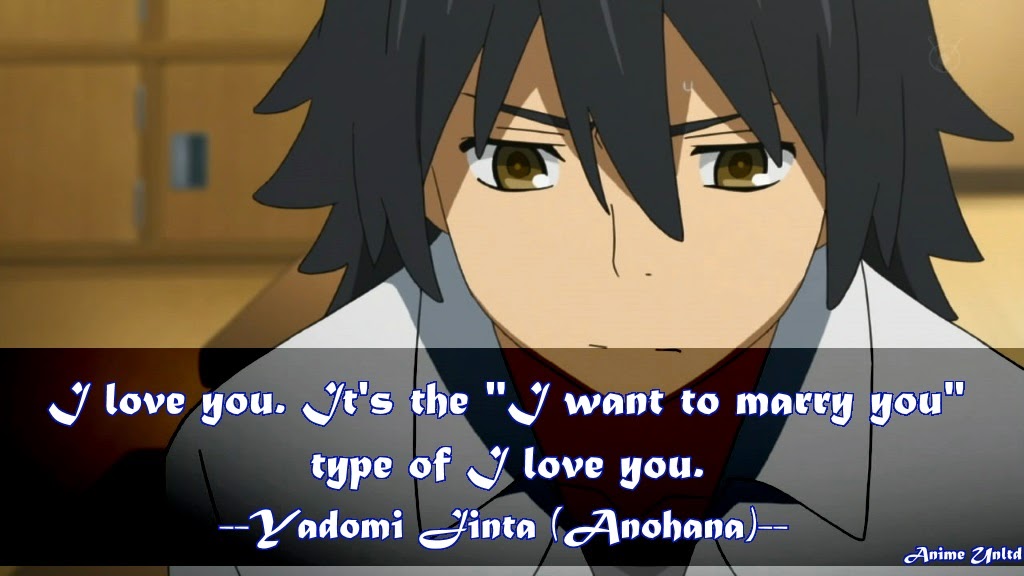 I love you. It's the "I want to marry you"
type of I love you.
--Yadomi Jinta (Anohana)--
Anime Unltd